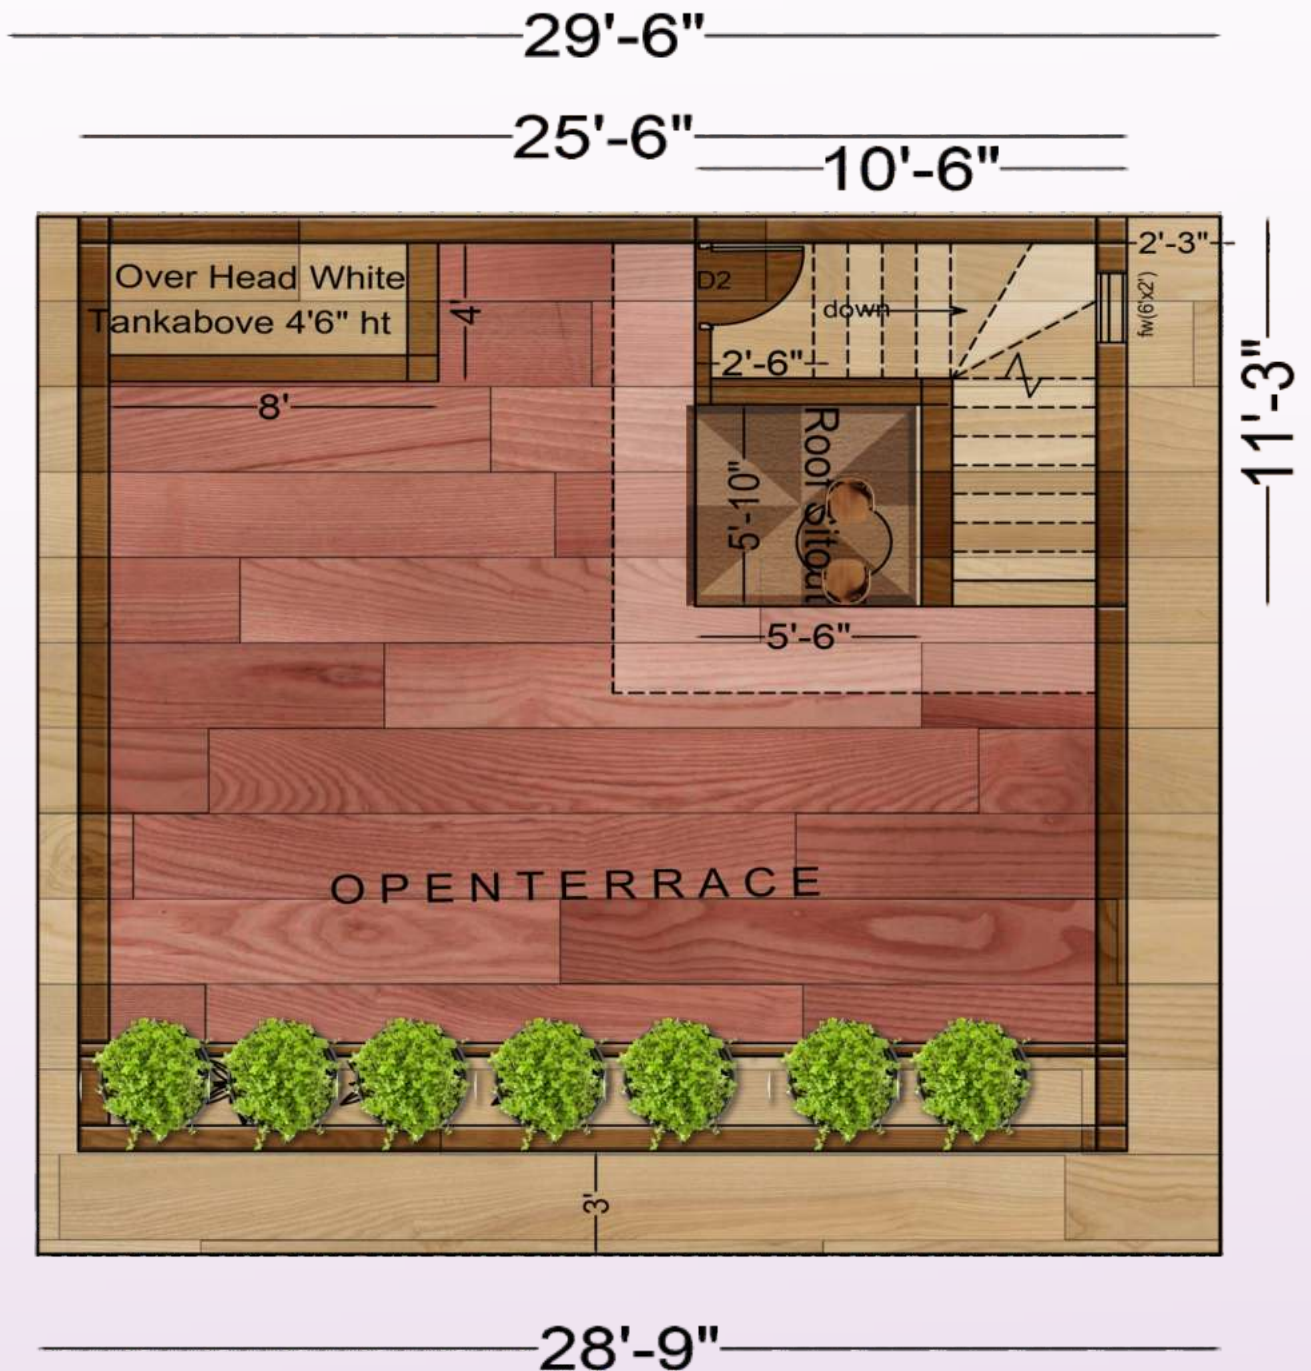 29'-6"
25'-6"
10'-6"
2'-3"
Over Head White
Tankabove 4'6" ht
4'
D2
down
fw(6'x2')
2'-6"
8'
11'-3"
5'-10"
Roof Sitout
5'-6"
OPENTERRACE
3'
28'-9"